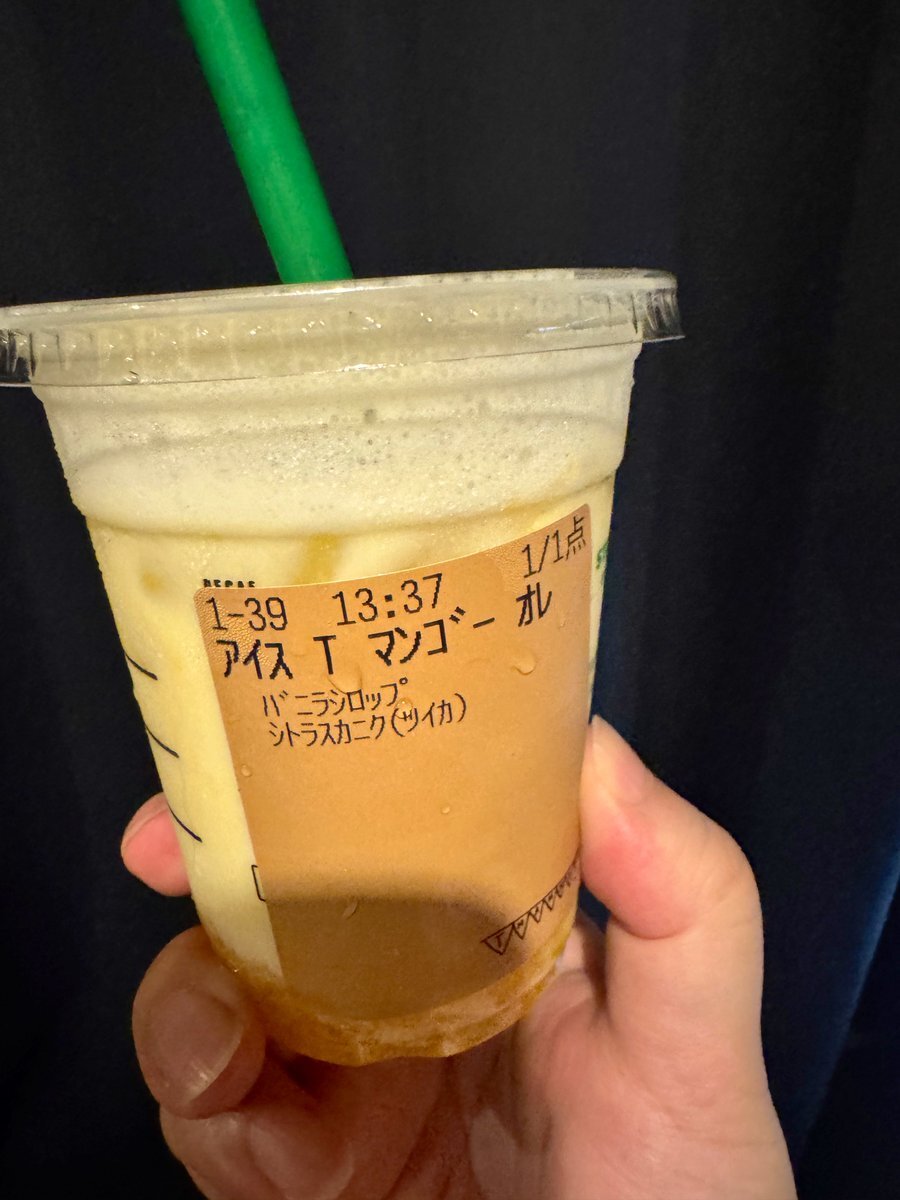 DECAF
1-39 13:37 1/1点
アイス T マンゴー オレ
バニラシロップ
シトラスカニク(ツイカ)